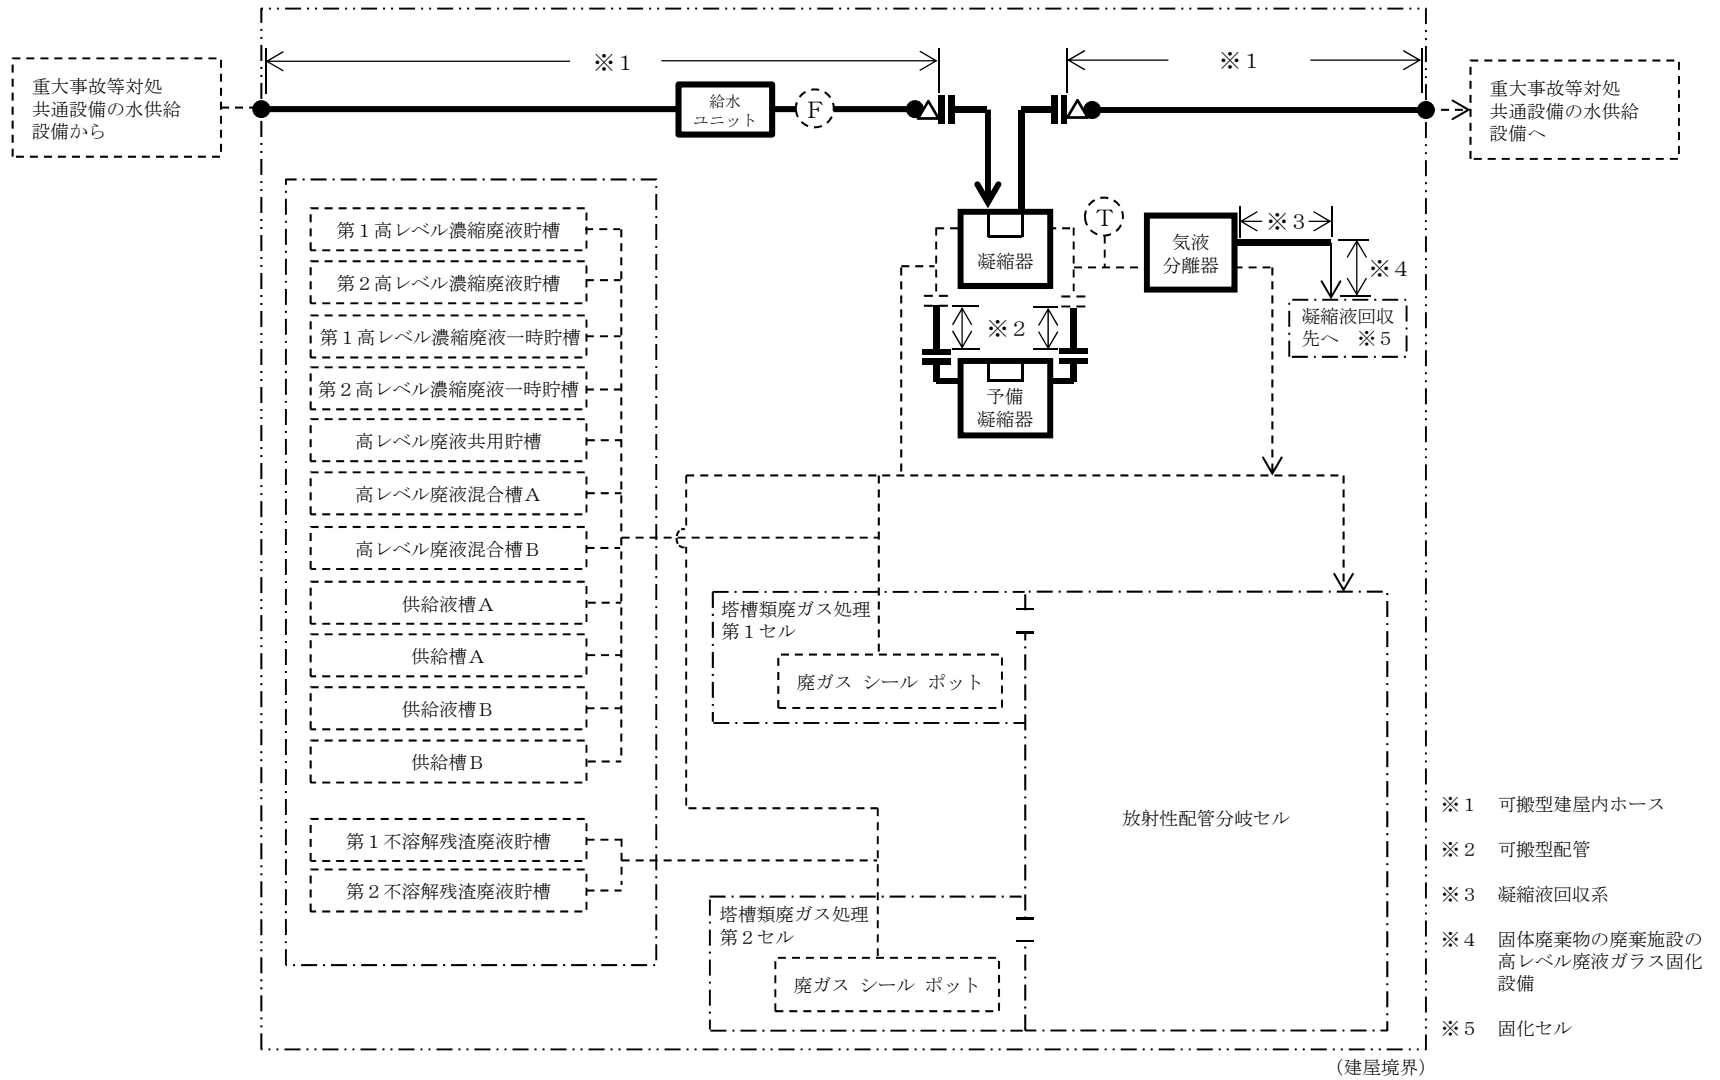 ※１
※１
重大事故等対処
共通設備の水供給
設備から
給水
ユニット
F
重大事故等対処
共通設備の水供給
設備へ
第１高レベル濃縮廃液貯槽
第２高レベル濃縮廃液貯槽
第１高レベル濃縮廃液一時貯槽
第２高レベル濃縮廃液一時貯槽
高レベル廃液共用貯槽
高レベル廃液混合槽Ａ
高レベル廃液混合槽Ｂ
供給液槽Ａ
供給槽Ａ
供給液槽Ｂ
供給槽Ｂ
第１不溶解残渣廃液貯槽
第２不溶解残渣廃液貯槽
凝縮器
T
気液
分離器
※３
※４
凝縮液回収
先へ　※５
※２
予備
凝縮器
塔槽類廃ガス処理
第１セル
廃ガス シール ポット
放射性配管分岐セル
塔槽類廃ガス処理
第２セル
廃ガス シール ポット
※１　可搬型建屋内ホース
※２　可搬型配管
※３　凝縮液回収系
※４　固体廃棄物の廃棄施設の
高レベル廃液ガラス固化
設備
※５　固化セル
（建屋境界）